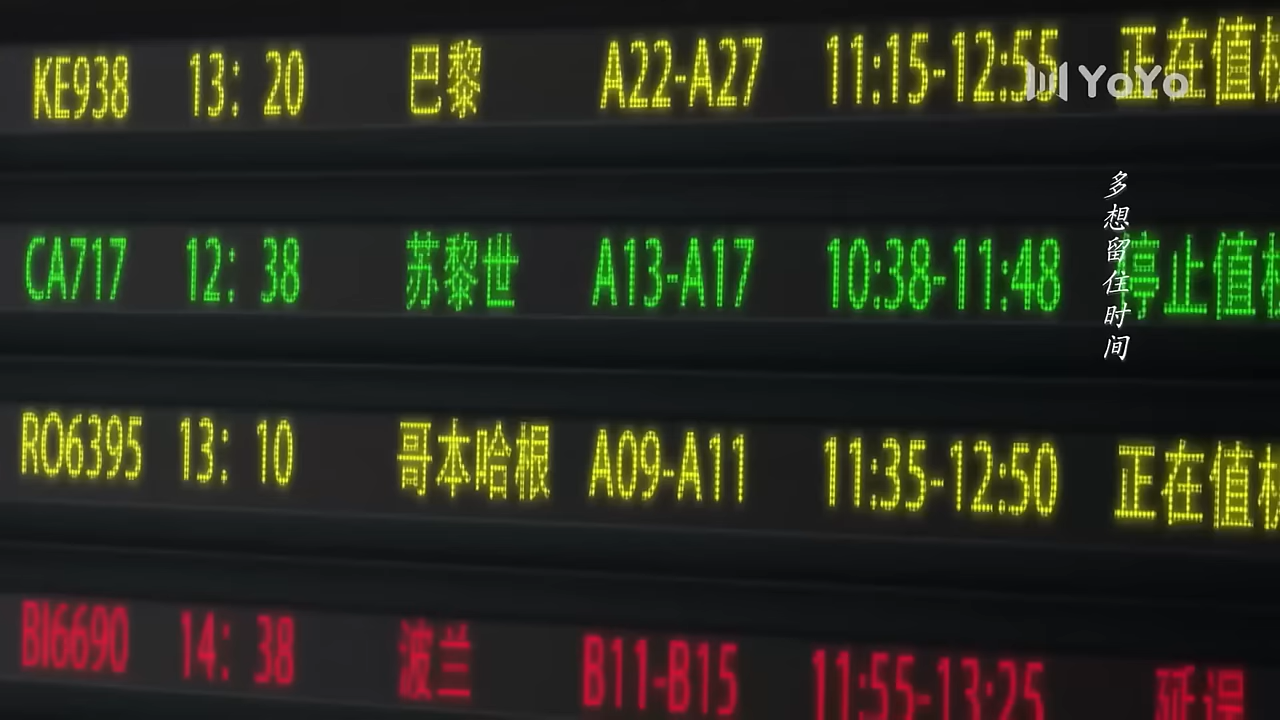 KE938 13: 20 巴黎 A22-A27 11:15-12:55 正在值
YoYo
CA717 12: 38 苏黎世 A13-A17 10:38-11:48 停止值
多想留住时间
RO6395 13: 10 哥本哈根 A09-A11 11:35-12:50 正在值
BI6690 14: 38 波兰 B11-B15 11:55-13:25 延误